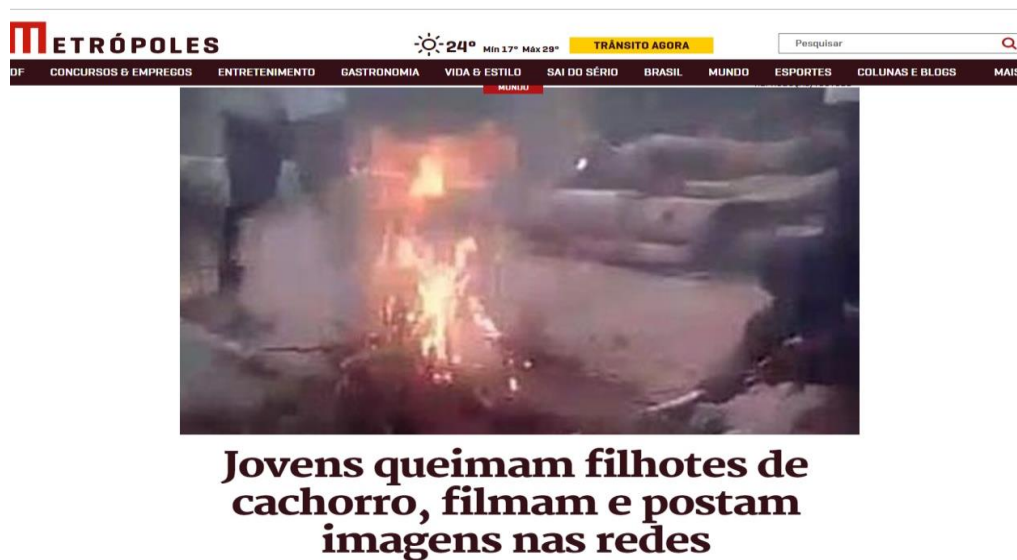 METRÓPOLES
24º Mín 17º Máx 29º
TRÂNSITO AGORA
Pesquisar
DF CONCURSOS & EMPREGOS ENTRETENIMENTO GASTRONOMIA VIDA & ESTILO SAI DO SÉRIO BRASIL MUNDO ESPORTES COLUNAS E BLOGS MAIS
MUNDO
Jovens queimam filhotes de
cachorro, filmam e postam
imagens nas redes